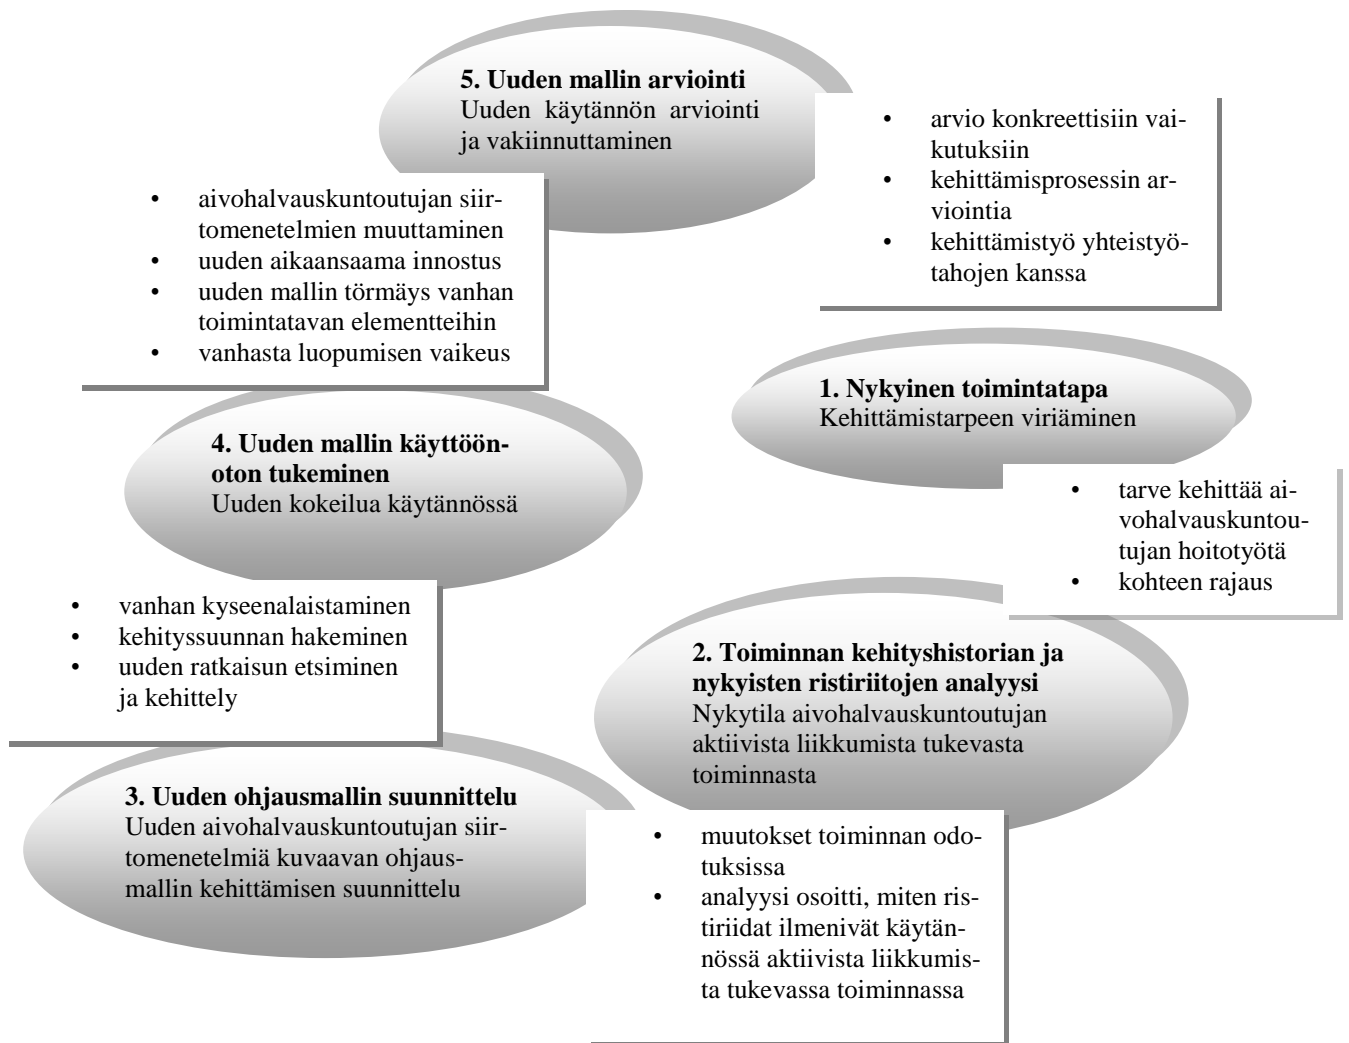 5. Uuden mallin arviointi
Uuden käytännön arviointi
ja vakiinnuttaminen
• arvio konkreettisiin vai-
kutuksiin
• kehittämisprosessin ar-
viointia
• kehittämistyö yhteistyö-
tahojen kanssa
• aivohalvauskuntoutujan siir-
tomenetelmien muuttaminen
• uuden aikaansaama innostus
• uuden mallin törmäys vanhan
toimintatavan elementteihin
• vanhasta luopumisen vaikeus
1. Nykyinen toimintatapa
Kehittämistarpeen viriäminen
4. Uuden mallin käyttöön-
oton tukeminen
Uuden kokeilua käytännössä
• tarve kehittää ai-
vohalvauskuntou-
tujan hoitotyötä
• kohteen rajaus
• vanhan kyseenalaistaminen
• kehityssuunnan hakeminen
• uuden ratkaisun etsiminen
ja kehittely
2. Toiminnan kehityshistorian ja
nykyisten ristiriitojen analyysi
Nykytila aivohalvauskuntoutujan
aktiivista liikkumista tukevasta
toiminnasta
3. Uuden ohjausmallin suunnittelu
Uuden aivohalvauskuntoutujan siir-
tomenetelmiä kuvaavan ohjaus-
mallin kehittämisen suunnittelu
• muutokset toiminnan odo-
tuksissa
• analyysi osoitti, miten ris-
tiriidat ilmenivät käytän-
nössä aktiivista liikkumis-
ta tukevassa toiminnassa